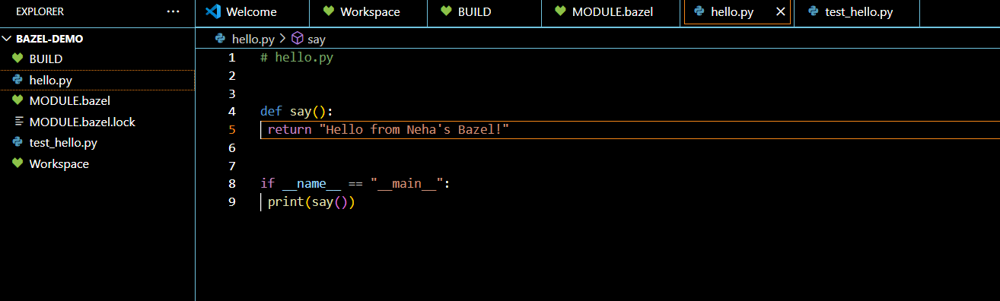 EXPLORER ···
Welcome
Workspace
BUILD
MODULE.bazel
hello.py
test_hello.py
BAZEL-DEMO
BUILD
hello.py
MODULE.bazel
MODULE.bazel.lock
test_hello.py
Workspace
hello.py > say
1 # hello.py
2
3
4 def say():
5  return "Hello from Neha's Bazel!"
6
7
8 if __name__ == "__main__":
9  print(say())